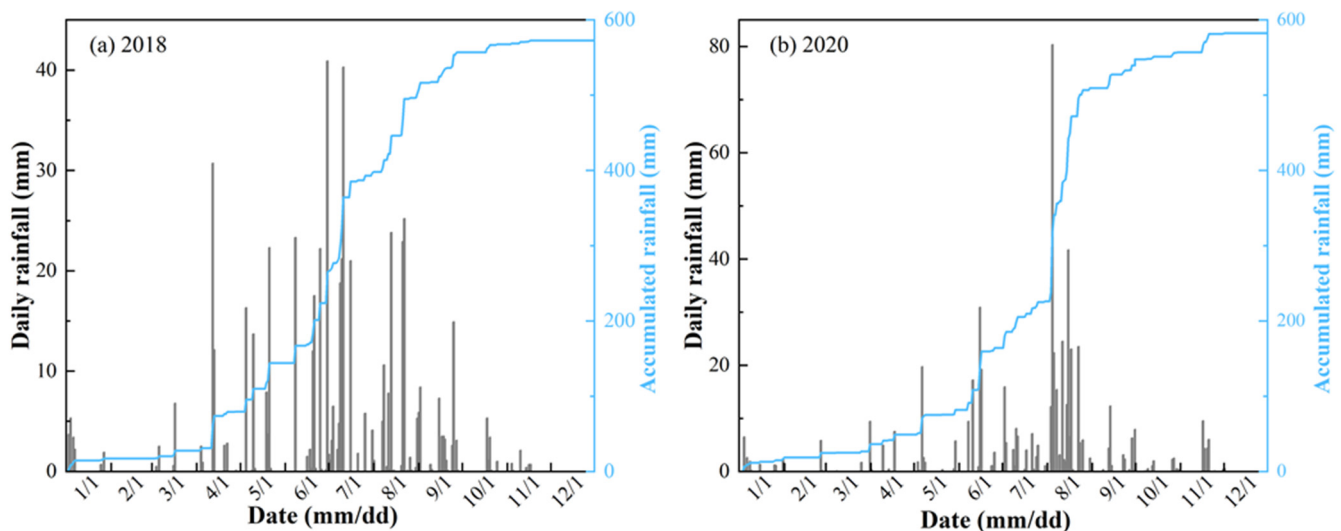 (a) 2018
Daily rainfall (mm)
40
30
20
10
0
Accumulated rainfall (mm)
600
400
200
0
1/1 2/1 3/1 4/1 5/1 6/1 7/1 8/1 9/1 10/1 11/1 12/1
Date (mm/dd)
(b) 2020
Daily rainfall (mm)
80
60
40
20
0
Accumulated rainfall (mm)
600
400
200
0
1/1 2/1 3/1 4/1 5/1 6/1 7/1 8/1 9/1 10/1 11/1 12/1
Date (mm/dd)